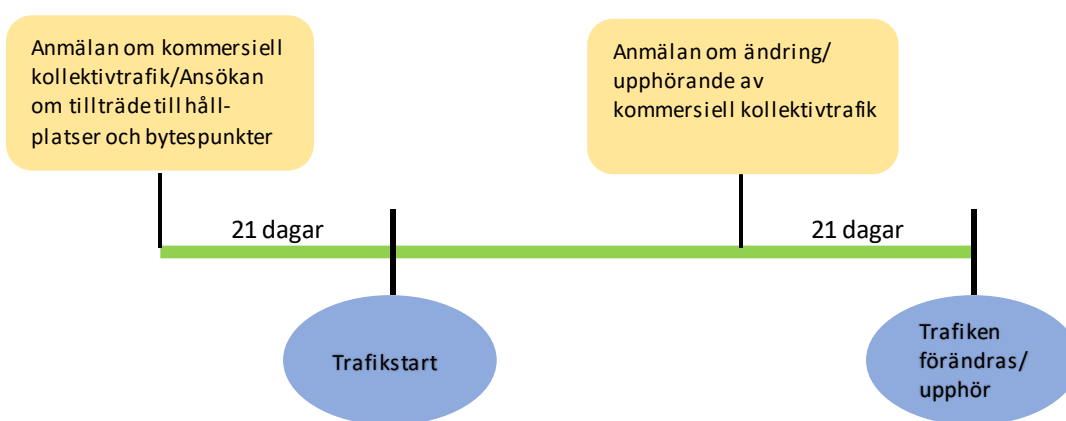 Anmälan om kommersiell
kollektivtrafik/Ansökan
om tillträde till håll-
platser och bytespunkter
Anmälan om ändring/
upphörande av
kommersiell kollektivtrafik
21 dagar
21 dagar
Trafikstart
Trafiken
förändras/
upphör